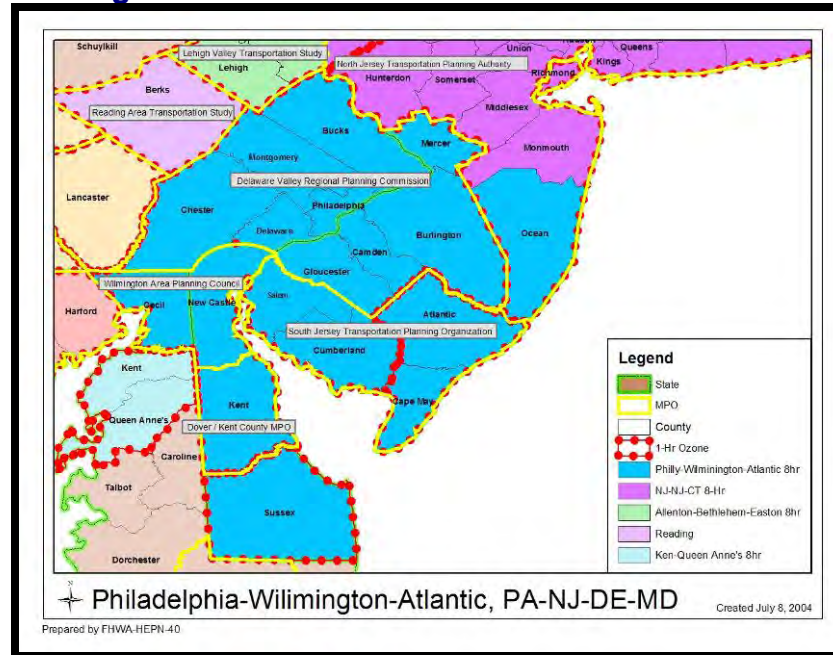 Schuylkill
Lehigh Valley Transportation Study
Lehigh
North Jersey Transportation Planning Authority
Hunterdon
Somerset
Union
Richmond
Kings
Queens
Berks
Middlesex
Reading Area Transportation Study
Bucks
Mercer
Monmouth
Montgomery
Delaware Valley Regional Planning Commission
Lancaster
Philadelphia
Chester
Delaware
Burlington
Ocean
Camden
Gloucester
Wilmington Area Planning Council
Cecil
New Castle
Salem
Harford
Atlantic
South Jersey Transportation Planning Organization
Cumberland
Kent
Kent
Cape May
Queen Anne's
Dover / Kent County MPO
Caroline
Talbot
Sussex
Dorchester
Legend
State
MPO
County
1-Hr Ozone
Philly-Wilmington-Atlantic 8hr
NJ-NJ-CT 8-Hr
Allenton-Bethlehem-Easton 8hr
Reading
Ken-Queen Anne's 8hr
N
Philadelphia-Wilimington-Atlantic, PA-NJ-DE-MD
Created July 8, 2004
Prepared by FHWA-HEPN-40